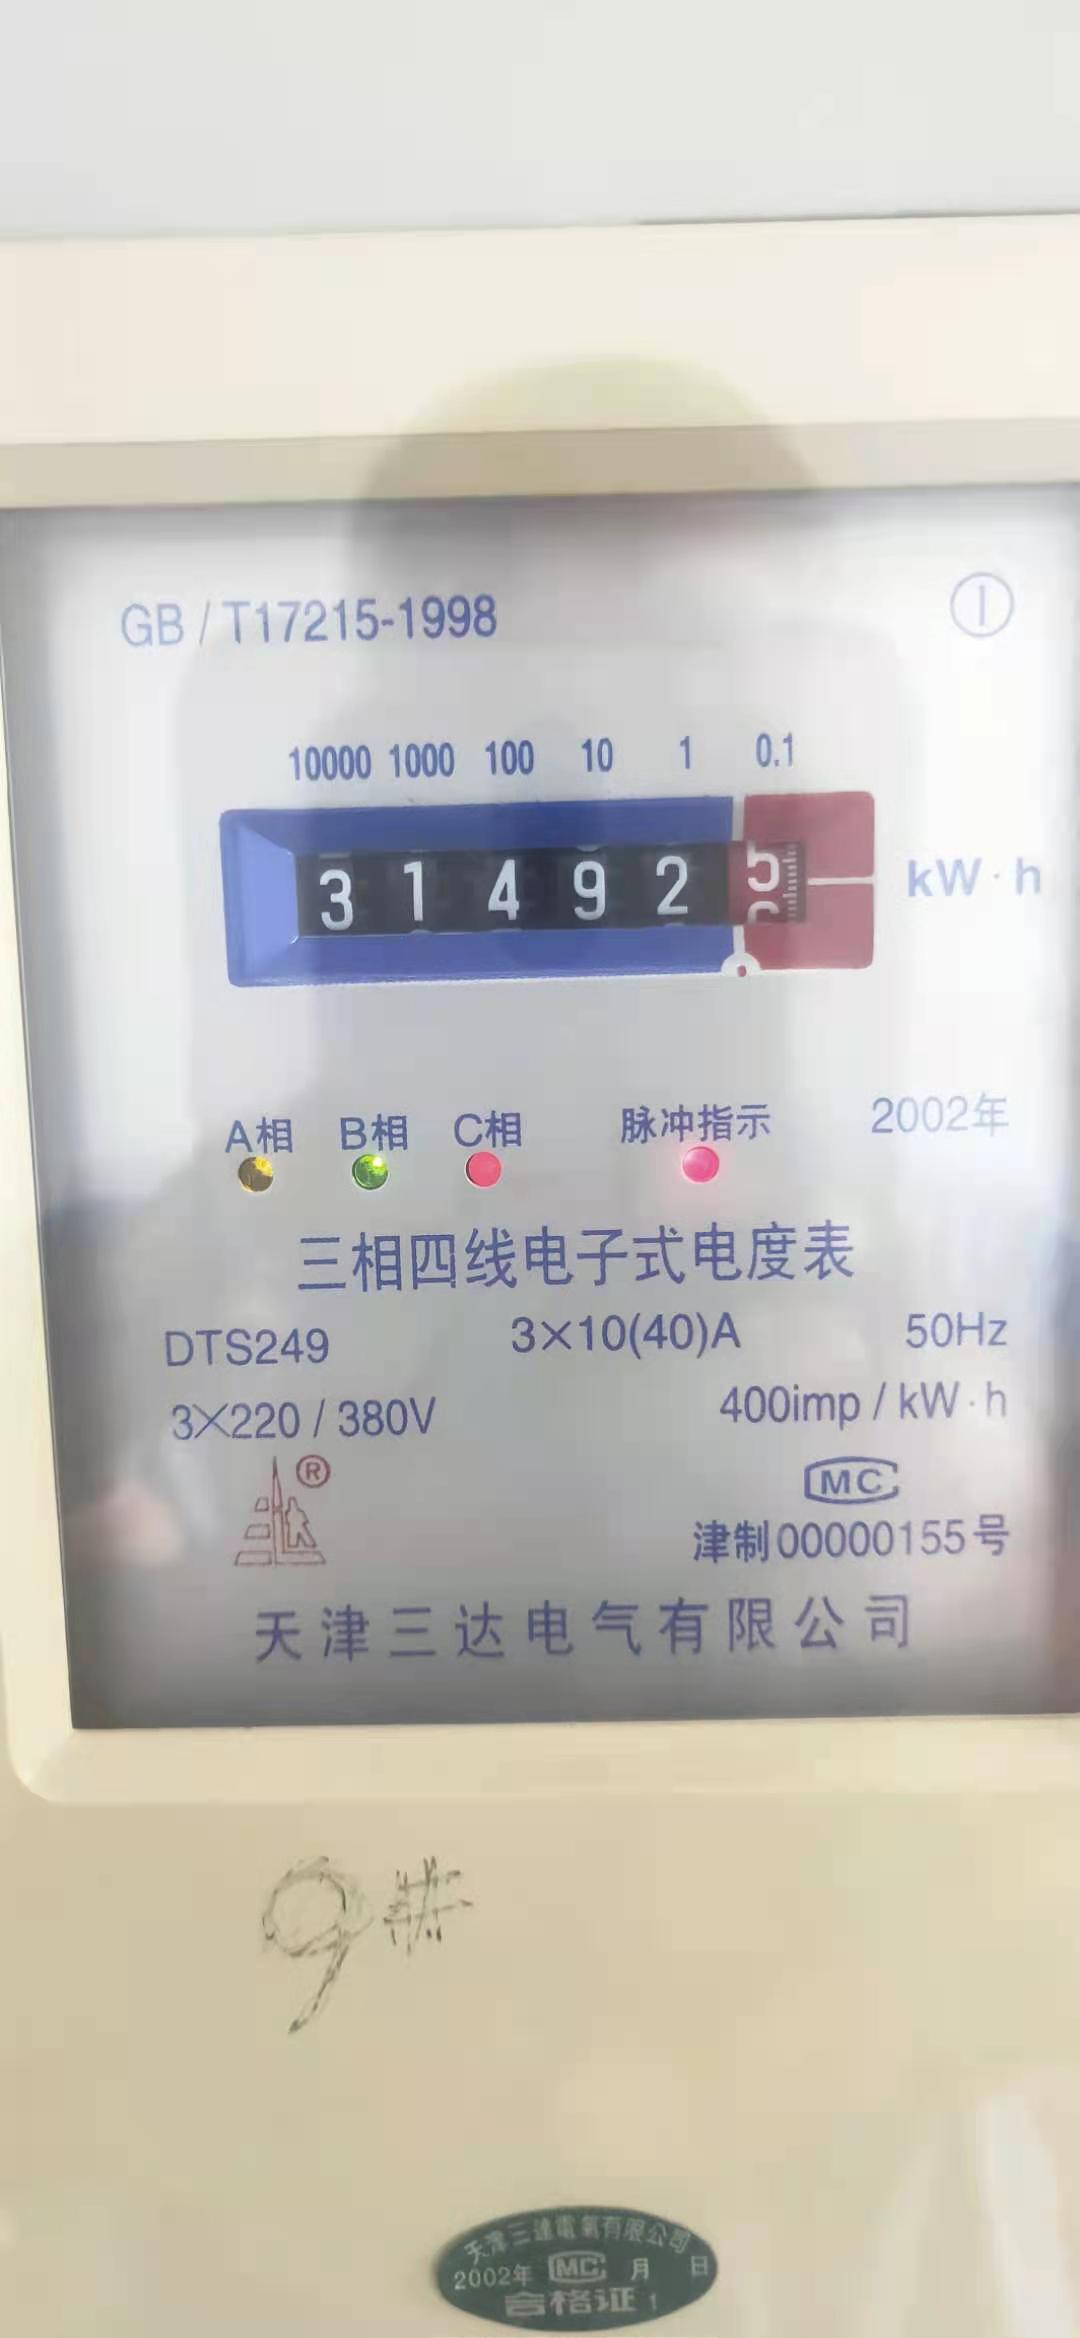 GB/T17215-1998
Ⓘ
10000 1000 100 10 1 0.1
3 1 4 9 2 5
kW·h
A相 B相 C相 脉冲指示 2002年
三相四线电子式电度表
DTS249 3×10(40)A 50Hz
3×220/380V 400imp/kW·h
® MC
津制00000155号
天津三达电气有限公司
9#
天津三達電氣有限公司
2002年 MC 月 日
合格证 1